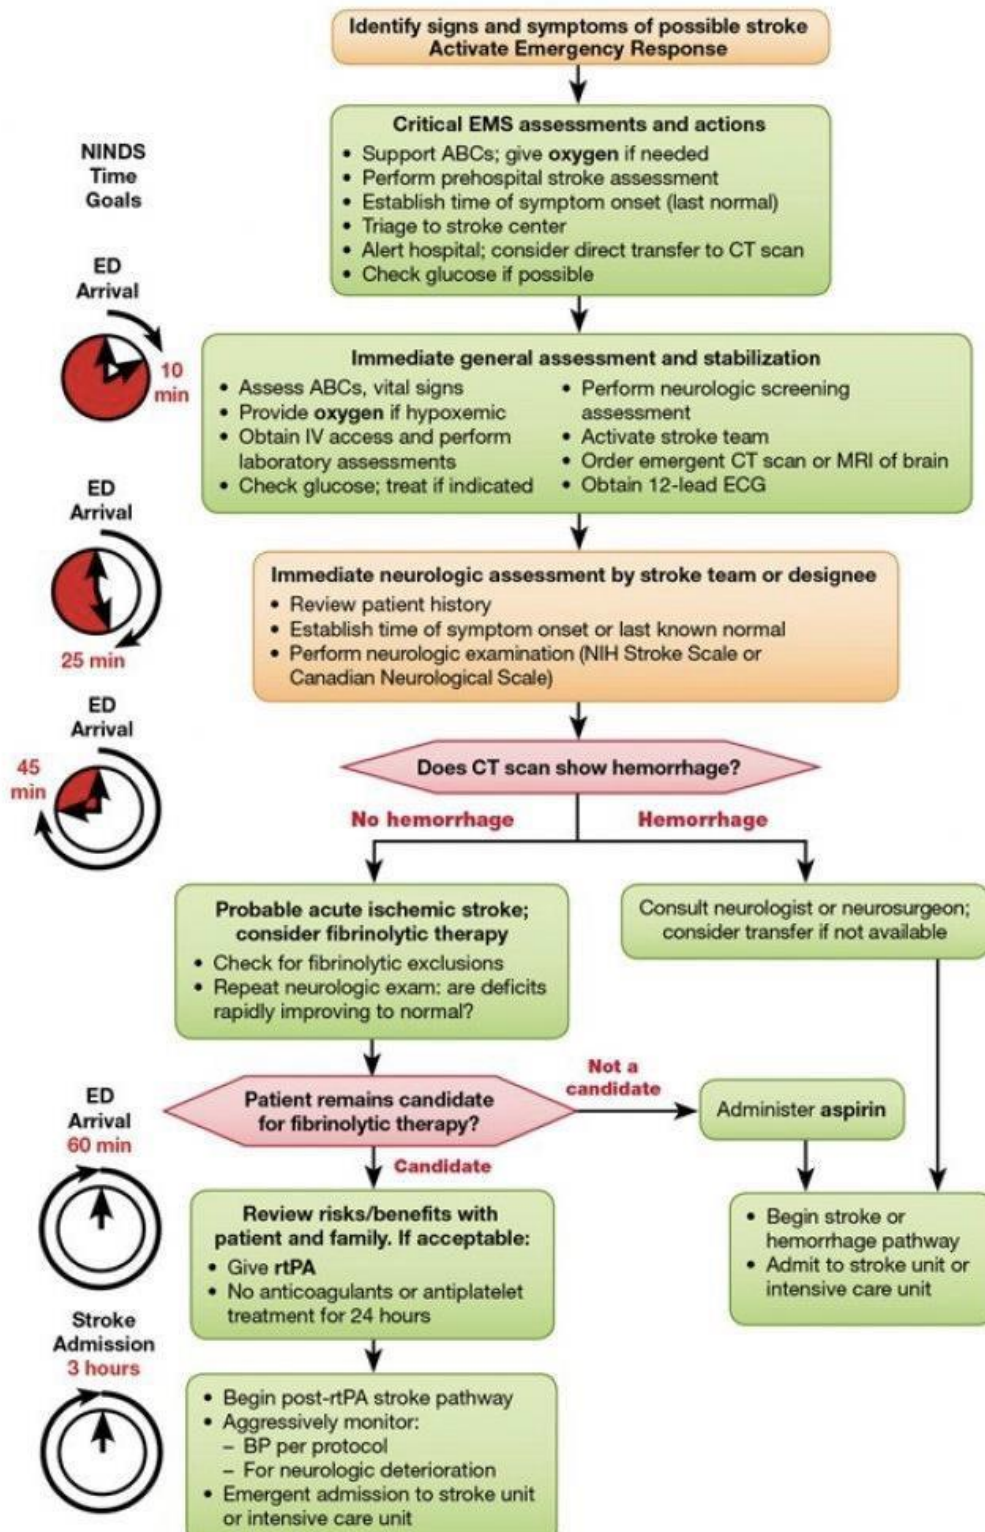 Identify signs and symptoms of possible stroke
Activate Emergency Response
Critical EMS assessments and actions
• Support ABCs; give oxygen if needed
• Perform prehospital stroke assessment
• Establish time of symptom onset (last normal)
• Triage to stroke center
• Alert hospital; consider direct transfer to CT scan
• Check glucose if possible
NINDS
Time
Goals
ED
Arrival
10
min
Immediate general assessment and stabilization
• Assess ABCs, vital signs
• Provide oxygen if hypoxemic
• Obtain IV access and perform
laboratory assessments
• Check glucose; treat if indicated
• Perform neurologic screening
assessment
• Activate stroke team
• Order emergent CT scan or MRI of brain
• Obtain 12-lead ECG
ED
Arrival
25 min
Immediate neurologic assessment by stroke team or designee
• Review patient history
• Establish time of symptom onset or last known normal
• Perform neurologic examination (NIH Stroke Scale or
Canadian Neurological Scale)
ED
Arrival
45
min
Does CT scan show hemorrhage?
No hemorrhage
Hemorrhage
Probable acute ischemic stroke;
consider fibrinolytic therapy
• Check for fibrinolytic exclusions
• Repeat neurologic exam: are deficits
rapidly improving to normal?
Consult neurologist or neurosurgeon;
consider transfer if not available
ED
Arrival
60 min
Patient remains candidate
for fibrinolytic therapy?
Not a
candidate
Administer aspirin
Candidate
Review risks/benefits with
patient and family. If acceptable:
• Give rtPA
• No anticoagulants or antiplatelet
treatment for 24 hours
• Begin stroke or
hemorrhage pathway
• Admit to stroke unit or
intensive care unit
Stroke
Admission
3 hours
• Begin post-rtPA stroke pathway
• Aggressively monitor:
– BP per protocol
– For neurologic deterioration
• Emergent admission to stroke unit
or intensive care unit